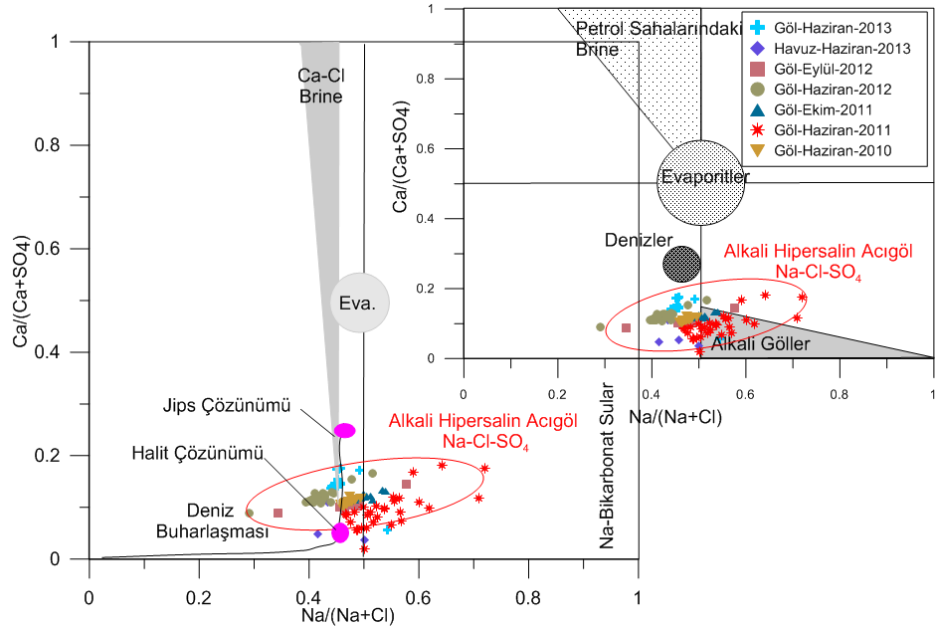 Ca/(Ca+SO4)
1
0.8
0.6
0.4
0.2
0
0
0.2
0.4
0.6
0.8
1
Na/(Na+Cl)
Ca-Cl
Brine
Eva.
Jips Çözünümü
Halit Çözünümü
Deniz
Buharlaşması
Alkali Hipersalin Acıgöl
Na-Cl-SO4
Na-Bikarbonat Sular
Ca/(Ca+SO4)
1
0.8
0.6
0.4
0.2
0
0
0.2
0.4
0.6
0.8
1
Na/(Na+Cl)
Petrol Sahalarındaki
Brine
Evaporitler
Denizler
Alkali Hipersalin Acıgöl
Na-Cl-SO4
Alkali Göller
Göl-Haziran-2013
Havuz-Haziran-2013
Göl-Eylül-2012
Göl-Haziran-2012
Göl-Ekim-2011
Göl-Haziran-2011
Göl-Haziran-2010